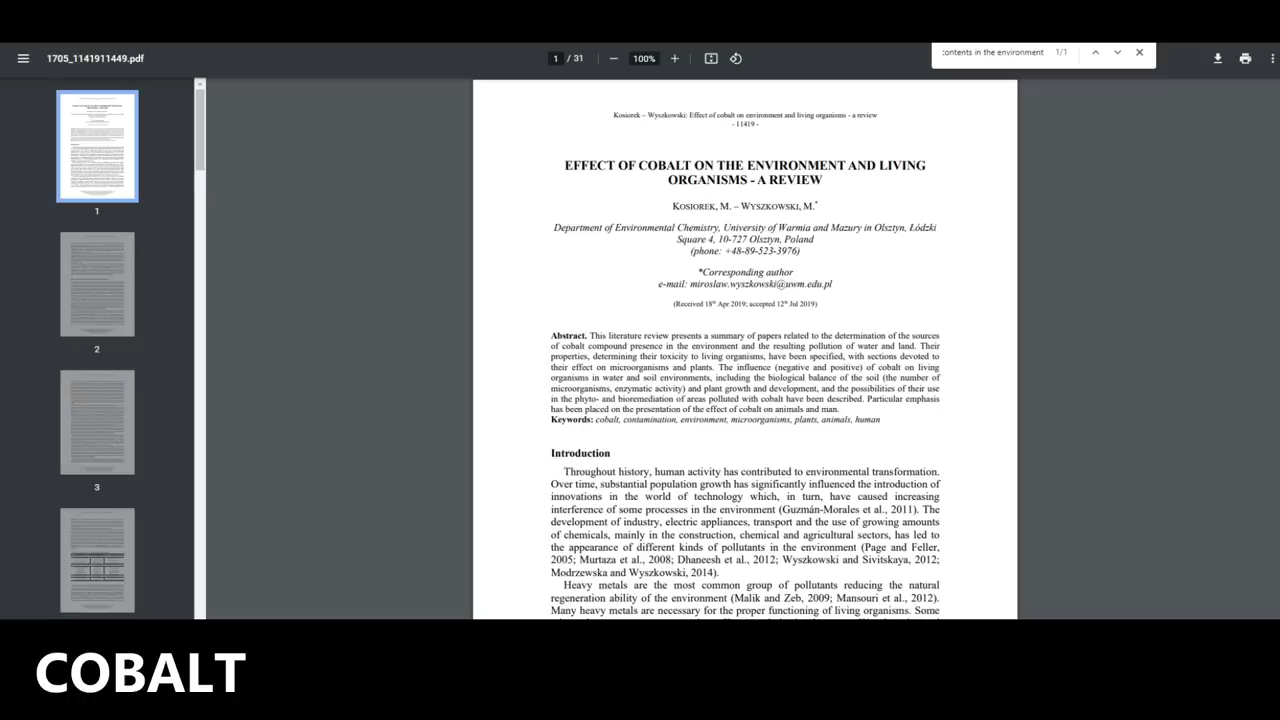 1705_1141911449.pdf
1 / 31
100%
contents in the environment 1/1
Kosiorek – Wyszkowski: Effect of cobalt on environment and living organisms - a review
- 11419 -
EFFECT OF COBALT ON THE ENVIRONMENT AND LIVING
ORGANISMS - A REVIEW
KOSIOREK, M. – WYSZKOWSKI, M.*
Department of Environmental Chemistry, University of Warmia and Mazury in Olsztyn, Łódzki
Square 4, 10-727 Olsztyn, Poland
(phone: +48-89-523-3976)
*Corresponding author
e-mail: miroslaw.wyszkowski@uwm.edu.pl
(Received 18th Apr 2019; accepted 12th Jul 2019)
Abstract. This literature review presents a summary of papers related to the determination of the sources
of cobalt compound presence in the environment and the resulting pollution of water and land. Their
properties, determining their toxicity to living organisms, have been specified, with sections devoted to
their effect on microorganisms and plants. The influence (negative and positive) of cobalt on living
organisms in water and soil environments, including the biological balance of the soil (the number of
microorganisms, enzymatic activity) and plant growth and development, and the possibilities of their use
in the phyto- and bioremediation of areas polluted with cobalt have been described. Particular emphasis
has been placed on the presentation of the effect of cobalt on animals and man.
Keywords: cobalt, contamination, environment, microorganisms, plants, animals, human
Introduction
Throughout history, human activity has contributed to environmental transformation.
Over time, substantial population growth has significantly influenced the introduction of
innovations in the world of technology which, in turn, have caused increasing
interference of some processes in the environment (Guzmán-Morales et al., 2011). The
development of industry, electric appliances, transport and the use of growing amounts
of chemicals, mainly in the construction, chemical and agricultural sectors, has led to
the appearance of different kinds of pollutants in the environment (Page and Feller,
2005; Murtaza et al., 2008; Dhaneesh et al., 2012; Wyszkowski and Sivitskaya, 2012;
Modrzewska and Wyszkowski, 2014).
Heavy metals are the most common group of pollutants reducing the natural
regeneration ability of the environment (Malik and Zeb, 2009; Mansouri et al., 2012).
Many heavy metals are necessary for the proper functioning of living organisms. Some
1
2
3
COBALT